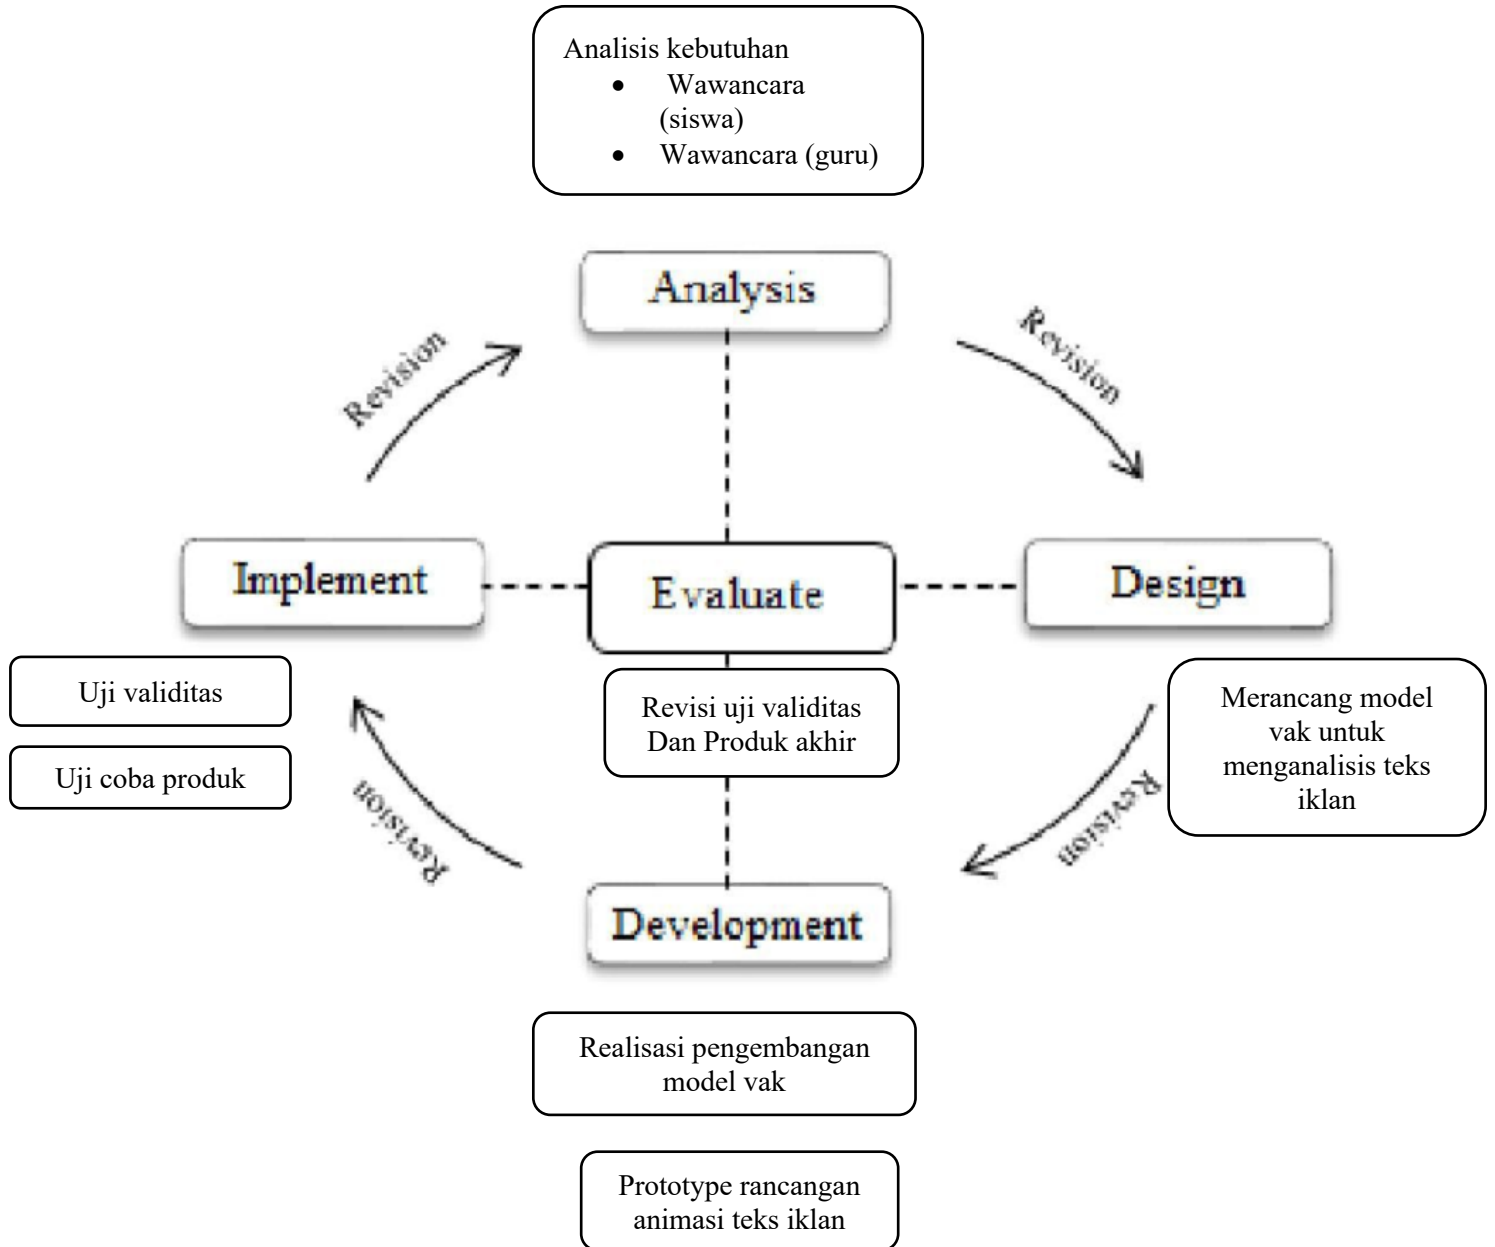 Analisis kebutuhan
• Wawancara
(siswa)
• Wawancara (guru)
Analysis
Revision
Revision
Implement
Evaluate
Design
Uji validitas
Uji coba produk
Revisi uji validitas
Dan Produk akhir
Merancang model
vak untuk
menganalisis teks
iklan
Revision
Revision
Development
Realisasi pengembangan
model vak
Prototype rancangan
animasi teks iklan